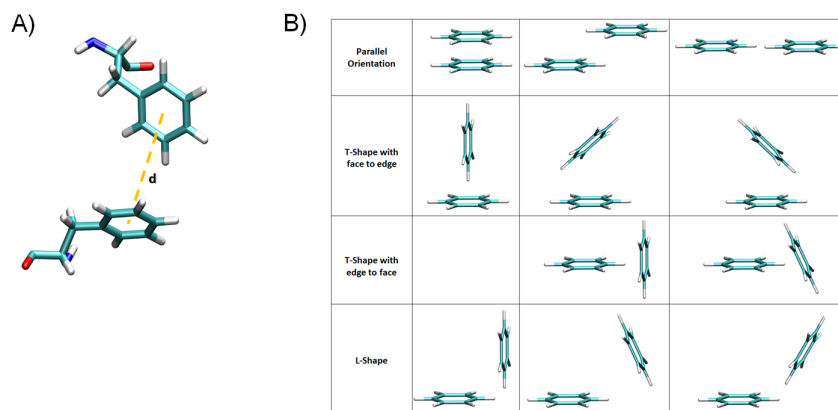 A)
d
B)
Parallel
Orientation
T-Shape with
face to edge
T-Shape with
edge to face
L-Shape